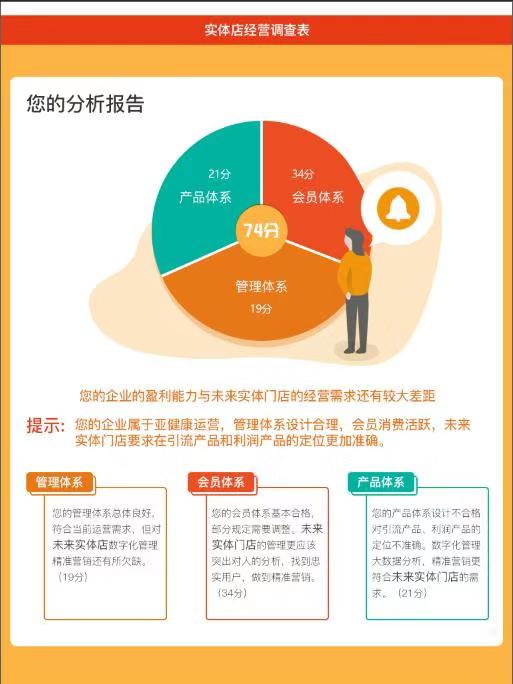 实体店经营调查表
您的分析报告
21分
产品体系
34分
会员体系
74分
管理体系
19分
您的企业的盈利能力与未来实体门店的经营需求还有较大差距
提示: 您的企业属于亚健康运营，管理体系设计合理，会员消费活跃，未来
实体门店要求在引流产品和利润产品的定位更加准确。
管理体系
您的管理体系总体良好，
符合当前运营需求，但对
未来实体店数字化管理
精准营销还有所欠缺。
（19分）
会员体系
您的会员体系基本合格，
部分规定需要调整。未来
实体门店的管理更应该
突出对人的分析，找到忠
实用户，做到精准营销。
（34分）
产品体系
您的产品体系设计不合格
对引流产品、利润产品的
定位不准确。数字化管理
大数据分析，精准营销更
符合未来实体门店的需
求。（21分）